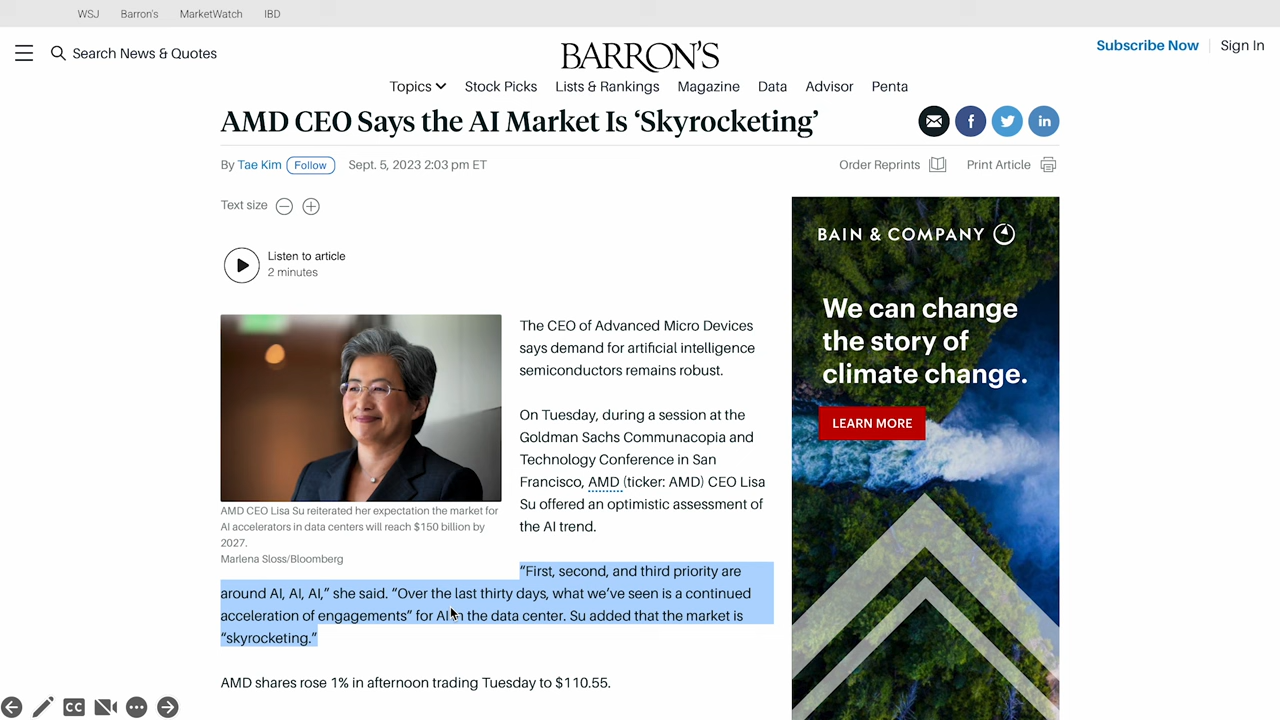 WSJ Barron's MarketWatch IBD
Search News & Quotes
BARRON'S
Subscribe Now Sign In
Topics Stock Picks Lists & Rankings Magazine Data Advisor Penta
AMD CEO Says the AI Market Is ‘Skyrocketing’
f
in
By Tae Kim Follow Sept. 5, 2023 2:03 pm ET
Order Reprints Print Article
Text size
Listen to article
2 minutes
The CEO of Advanced Micro Devices
says demand for artificial intelligence
semiconductors remains robust.
On Tuesday, during a session at the
Goldman Sachs Communacopia and
Technology Conference in San
Francisco, AMD (ticker: AMD) CEO Lisa
Su offered an optimistic assessment of
the AI trend.
AMD CEO Lisa Su reiterated her expectation the market for
AI accelerators in data centers will reach $150 billion by
2027.
Marlena Sloss/Bloomberg
“First, second, and third priority are
around AI, AI, AI,” she said. “Over the last thirty days, what we’ve seen is a continued
acceleration of engagements” for AI in the data center. Su added that the market is
“skyrocketing.”
AMD shares rose 1% in afternoon trading Tuesday to $110.55.
BAIN & COMPANY
We can change
the story of
climate change.
LEARN MORE
CC